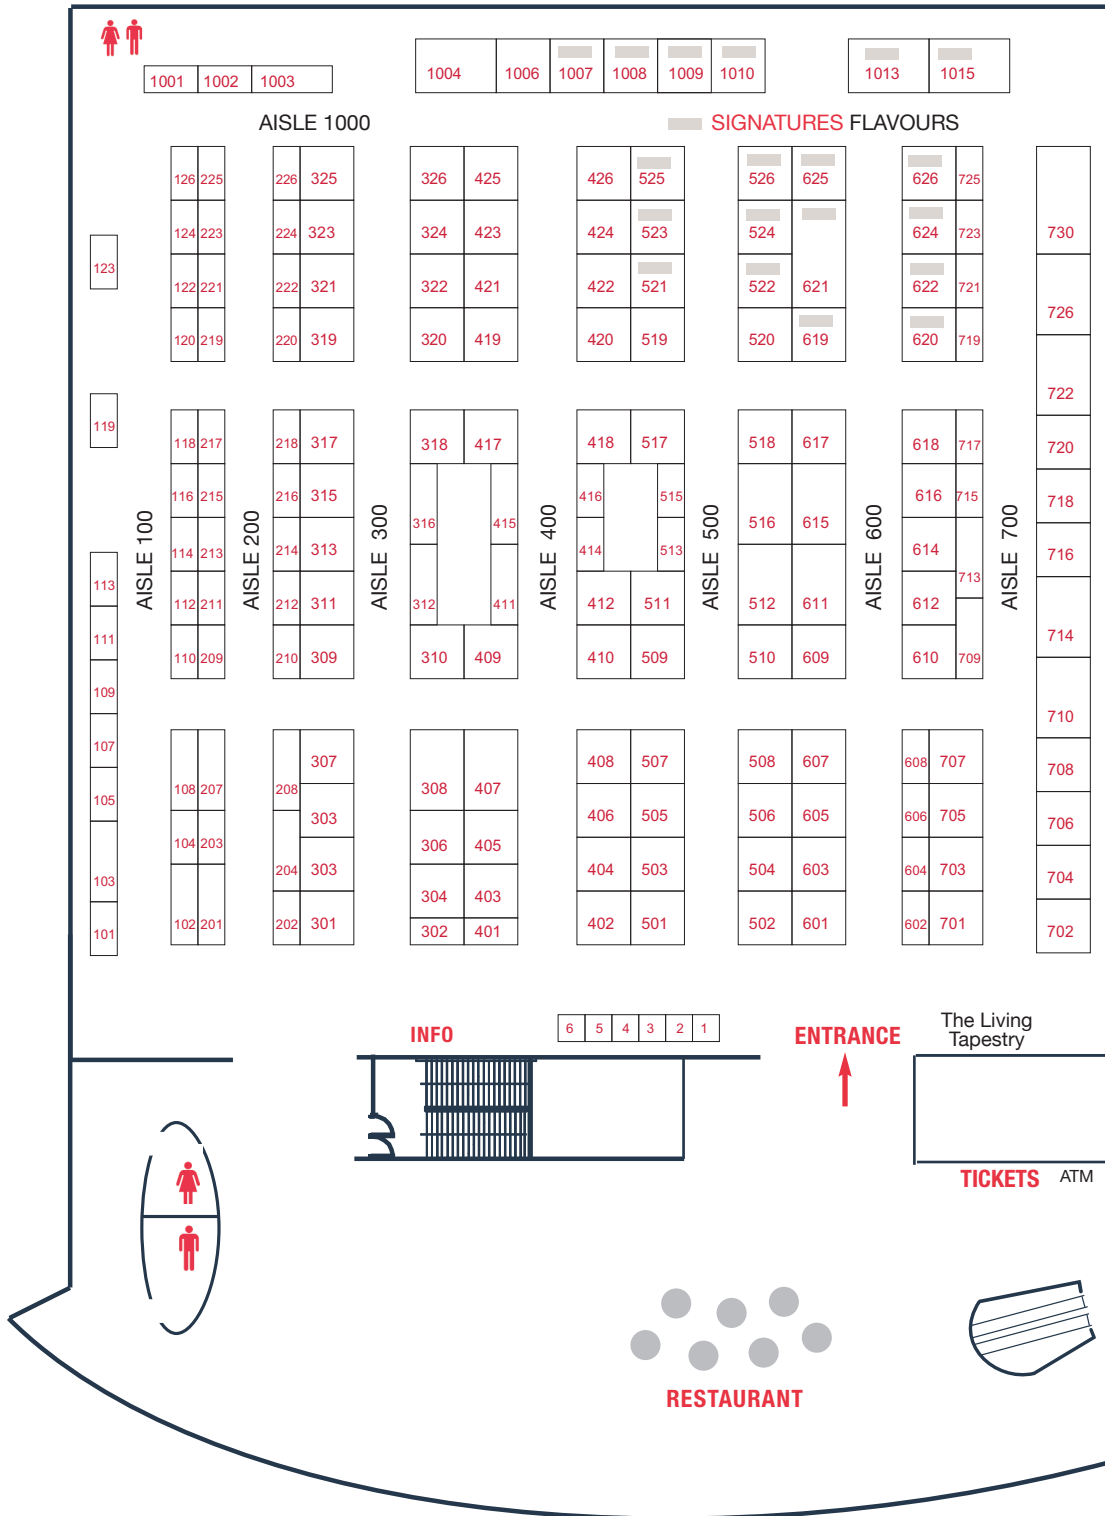 1001 1002 1003 1004 1006 1007 1008 1009 1010 1013 1015
AISLE 1000
SIGNATURES FLAVOURS
126 225 226 325 326 425 426 525 526 625 626 725
124 223 224 323 324 423 424 523 524 624 723 730
123
122 221 222 321 322 421 422 521 522 621 622 721
726
120 219 220 319 320 419 420 519 520 619 620 719
722
119
118 217 218 317 318 417 418 517 518 617 618 717 720
116 215 216 315 416 515 616 715 718
316 415 516 615
AISLE 100 AISLE 200 AISLE 300 AISLE 400 AISLE 500 AISLE 600 AISLE 700
114 213 214 313 414 513 614 716
113 713
112 211 212 311 312 411 412 511 512 611 612
111 714
110 209 210 309 310 409 410 509 510 609 610 709
109
710
107
307 408 507 508 607 608 707 708
108 207 208 308 407
105
303 406 505 506 605 606 705 706
104 203 306 405
204 303 404 503 504 603 604 703 704
103
304 403
102 201 202 301 402 501 502 601 602 701 702
101 302 401
INFO
6 5 4 3 2 1
ENTRANCE
The Living
Tapestry
TICKETS ATM
RESTAURANT